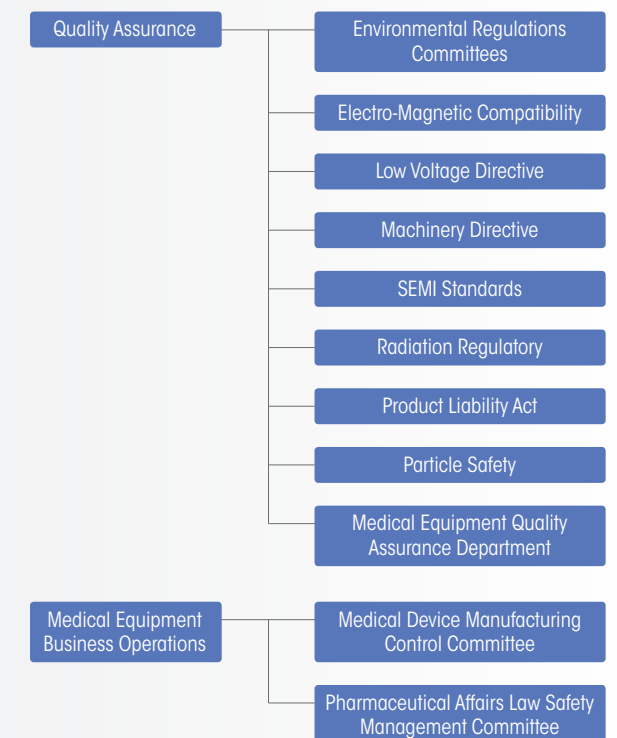 Quality Assurance
Environmental Regulations
Committees
Electro-Magnetic Compatibility
Low Voltage Directive
Machinery Directive
SEMI Standards
Radiation Regulatory
Product Liability Act
Particle Safety
Medical Equipment Quality
Assurance Department
Medical Equipment
Business Operations
Medical Device Manufacturing
Control Committee
Pharmaceutical Affairs Law Safety
Management Committee